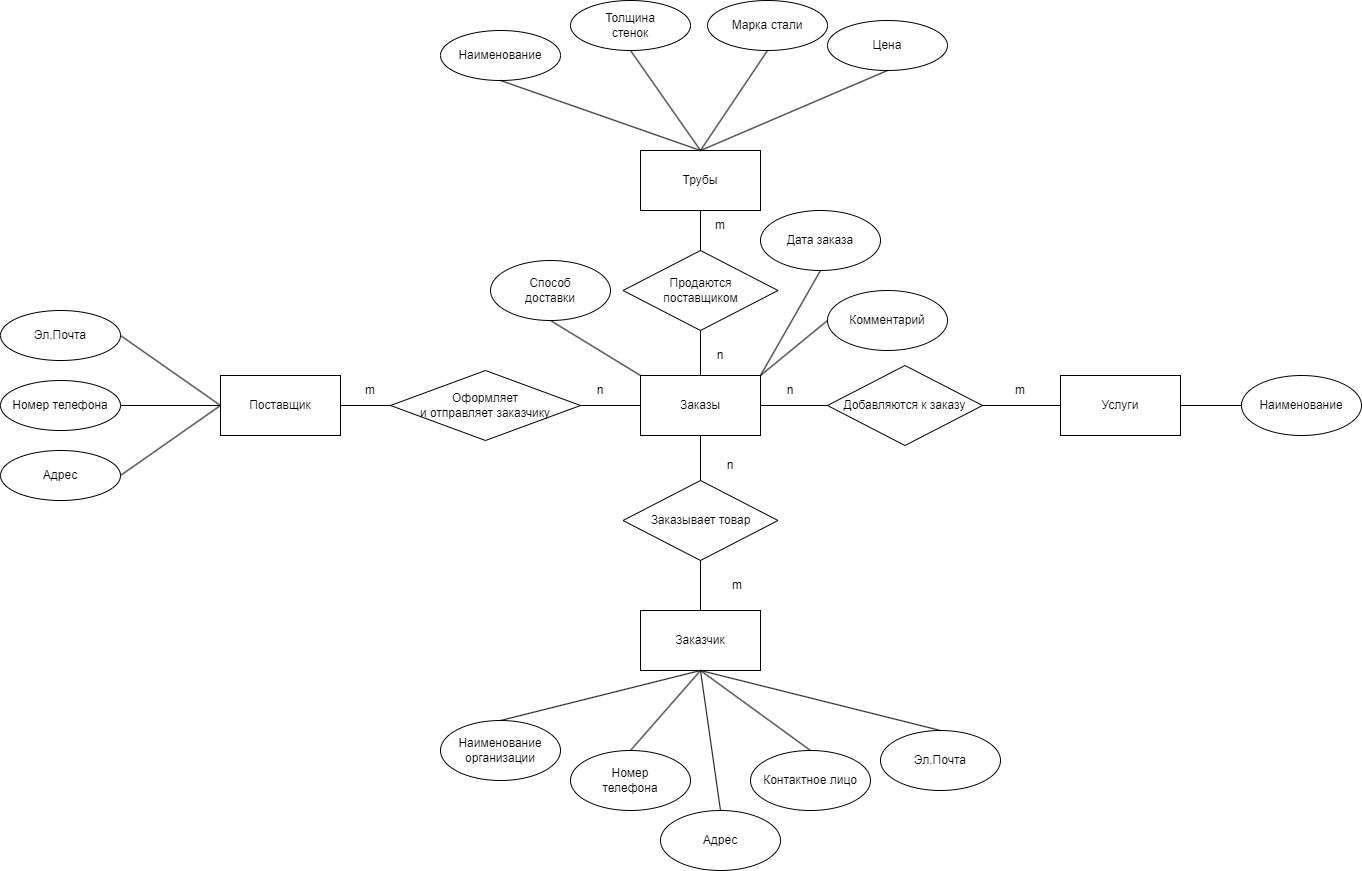 Толщина
стенок
Марка стали
Цена
Наименование
Трубы
m
Дата заказа
Способ
доставки
Продаются
поставщиком
Комментарий
Эл.Почта
n
m
Оформляет
и отправляет заказчику
n
n
m
Номер телефона
Поставщик
Заказы
Добавляются к заказу
Услуги
Наименование
Адрес
n
Заказывает товар
m
Заказчик
Наименование
организации
Номер
телефона
Контактное лицо
Эл.Почта
Адрес